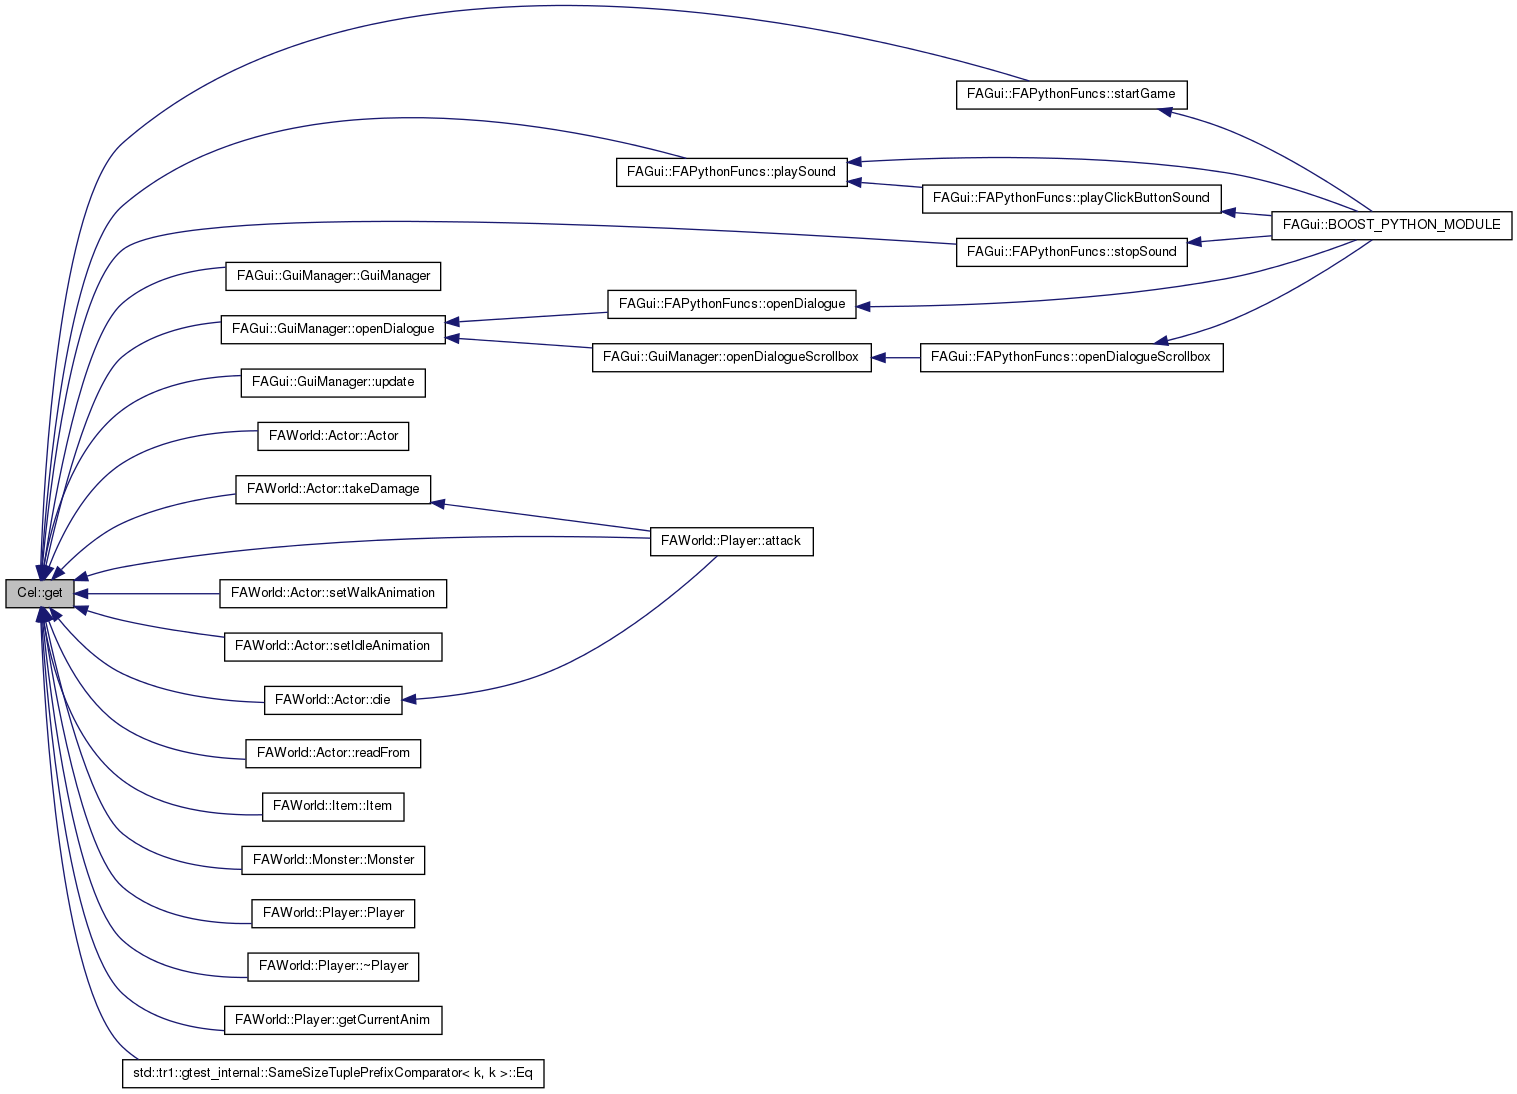 FAGui::FAPythonFuncs::startGame
FAGui::FAPythonFuncs::playSound
FAGui::FAPythonFuncs::playClickButtonSound
FAGui::BOOST_PYTHON_MODULE
FAGui::FAPythonFuncs::stopSound
FAGui::GuiManager::GuiManager
FAGui::FAPythonFuncs::openDialogue
FAGui::GuiManager::openDialogue
FAGui::GuiManager::openDialogueScrollbox
FAGui::FAPythonFuncs::openDialogueScrollbox
FAGui::GuiManager::update
FAWorld::Actor::Actor
FAWorld::Actor::takeDamage
FAWorld::Player::attack
Cel::get
FAWorld::Actor::setWalkAnimation
FAWorld::Actor::setIdleAnimation
FAWorld::Actor::die
FAWorld::Actor::readFrom
FAWorld::Item::Item
FAWorld::Monster::Monster
FAWorld::Player::Player
FAWorld::Player::~Player
FAWorld::Player::getCurrentAnim
std::tr1::gtest_internal::SameSizeTuplePrefixComparator< k, k >::Eq